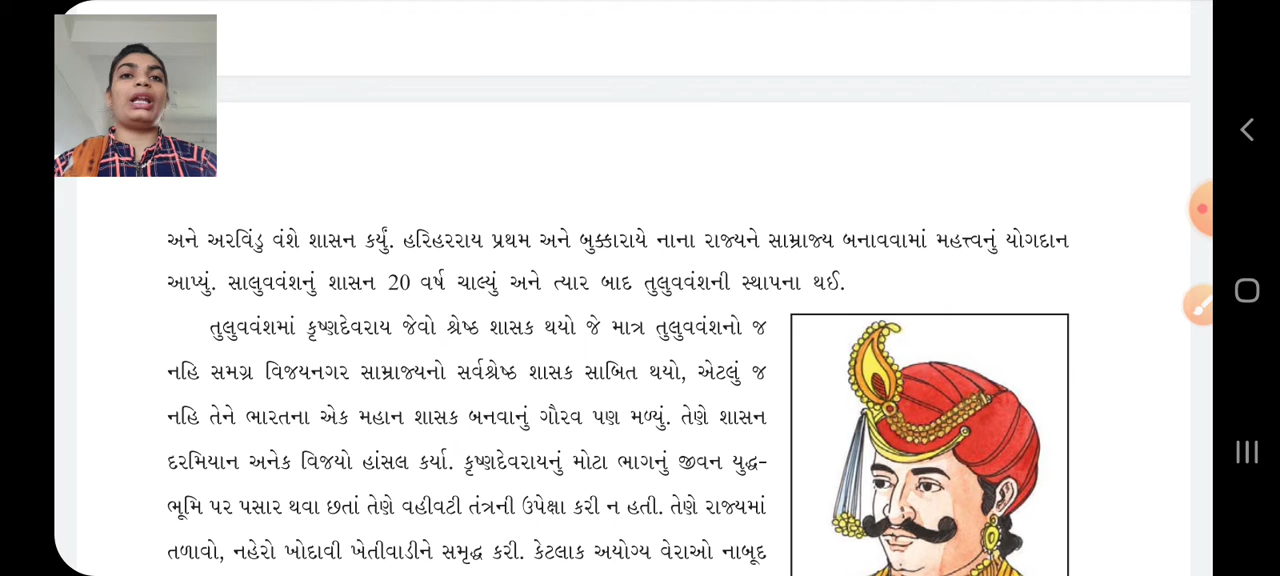 અને અરવિંડુ વંશે શાસન કર્યું. હરિહરરાય પ્રથમ અને બુક્કારાયે નાના રાજ્યને સામ્રાજ્ય બનાવવામાં મહત્ત્વનું યોગદાન
આપ્યું. સાલુવવંશનું શાસન 20 વર્ષ ચાલ્યું અને ત્યાર બાદ તુલુવવંશની સ્થાપના થઈ.
તુલુવવંશમાં કૃષ્ણદેવરાય જેવો શ્રેષ્ઠ શાસક થયો જે માત્ર તુલુવવંશનો જ
નહિ સમગ્ર વિજયનગર સામ્રાજ્યનો સર્વશ્રેષ્ઠ શાસક સાબિત થયો, એટલું જ
નહિ તેને ભારતના એક મહાન શાસક બનવાનું ગૌરવ પણ મળ્યું. તેણે શાસન
દરમિયાન અનેક વિજયો હાંસલ કર્યા. કૃષ્ણદેવરાયનું મોટા ભાગનું જીવન યુદ્ધ-
ભૂમિ પર પસાર થવા છતાં તેણે વહીવટી તંત્રની ઉપેક્ષા કરી ન હતી. તેણે રાજ્યમાં
તળાવો, નહેરો ખોદાવી ખેતીવાડીને સમૃદ્ધ કરી. કેટલાક અયોગ્ય વેરાઓ નાબૂદ